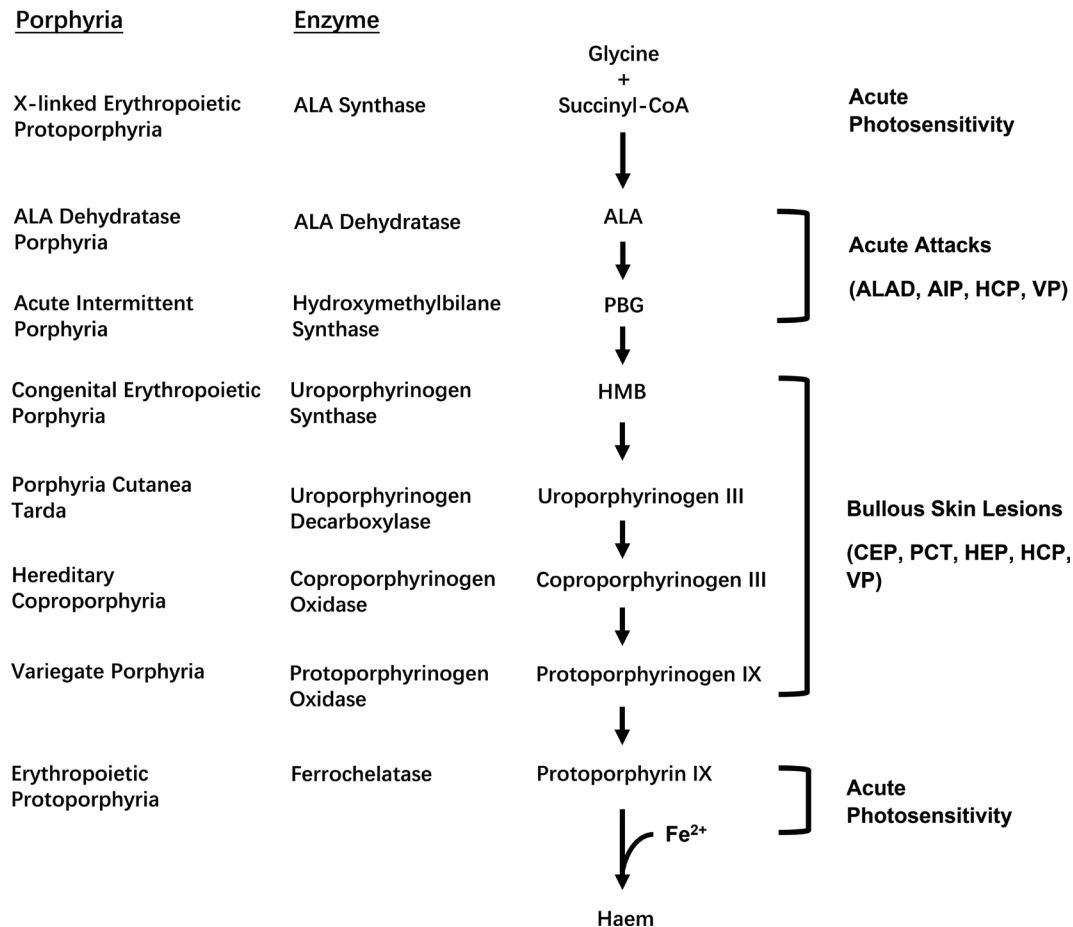 Porphyria
Enzyme
Glycine
+
Succinyl-CoA
X-linked Erythropoietic
Protoporphyria
ALA Synthase
Acute
Photosensitivity
ALA Dehydratase
Porphyria
ALA Dehydratase
ALA
Acute Attacks
(ALAD, AIP, HCP, VP)
Acute Intermittent
Porphyria
Hydroxymethylbilane
Synthase
PBG
Congenital Erythropoietic
Porphyria
Uroporphyrinogen
Synthase
HMB
Porphyria Cutanea
Tarda
Uroporphyrinogen
Decarboxylase
Uroporphyrinogen III
Bullous Skin Lesions
(CEP, PCT, HEP, HCP,
VP)
Hereditary
Coproporphyria
Coproporphyrinogen
Oxidase
Coproporphyrinogen III
Variegate Porphyria
Protoporphyrinogen
Oxidase
Protoporphyrinogen IX
Erythropoietic
Protoporphyria
Ferrochelatase
Protoporphyrin IX
Acute
Photosensitivity
Fe²⁺
Haem